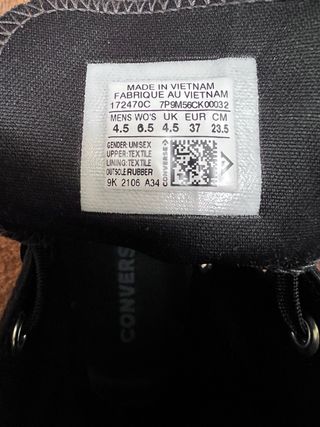 MADE IN VIETNAM
FABRIQUE AU VIETNAM
172470C 7P9M56CK00032
MENS WO'S UK EUR CM
4.5 6.5 4.5 37 23.5
GENDER: UNISEX
UPPER: TEXTILE
LINING: TEXTILE
OUTSOLE: RUBBER
9K 2106 A34
CONVERSE
CONVERSE